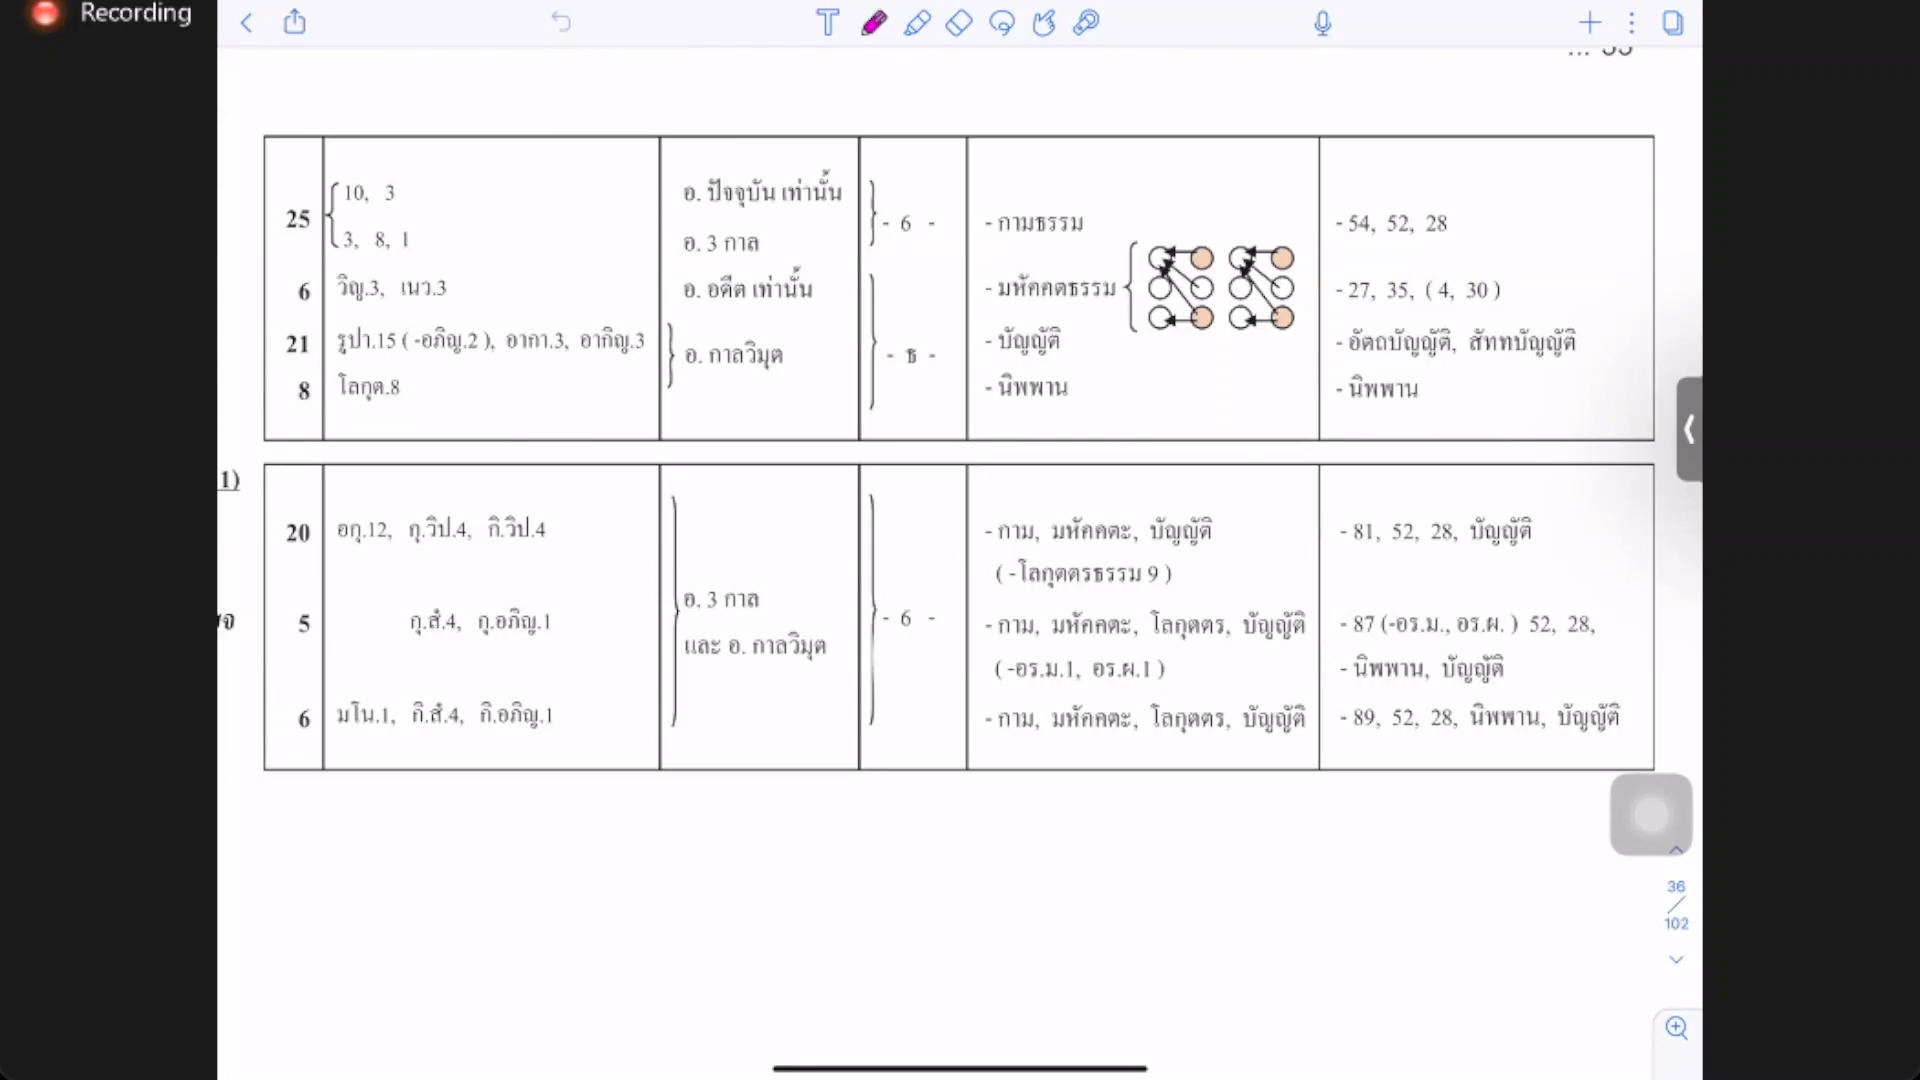 Recording
25 10, 3 อ. ปัจจุบัน เท่านั้น - 6 - - กามธรรม - 54, 52, 28
3, 8, 1 อ. 3 กาล
6 วิญ.3, เนว.3 อ. อดีต เท่านั้น - มหัคคตธรรม - 27, 35, ( 4, 30 )
21 รูปา.15 ( -อภิญ.2 ), อากา.3, อากิญ.3 อ. กาลวิมุต - ธ - - บัญญัติ - อัตถบัญญัติ, สัททบัญญัติ
8 โลกุต.8 - นิพพาน - นิพพาน
1)
20 อกุ.12, กุ.วิป.4, กิ.วิป.4 - กาม, มหัคคตะ, บัญญัติ - 81, 52, 28, บัญญัติ
( -โลกุตตรธรรม 9 )
อ. 3 กาล
5 กุ.สํ.4, กุ.อภิญ.1 - 6 - - กาม, มหัคคตะ, โลกุตตร, บัญญัติ - 87 (-อร.ม., อร.ผ. ) 52, 28,
และ อ. กาลวิมุต ( -อร.ม.1, อร.ผ.1 ) - นิพพาน, บัญญัติ
6 มโน.1, กิ.สํ.4, กิ.อภิญ.1 - กาม, มหัคคตะ, โลกุตตร, บัญญัติ - 89, 52, 28, นิพพาน, บัญญัติ
36
102